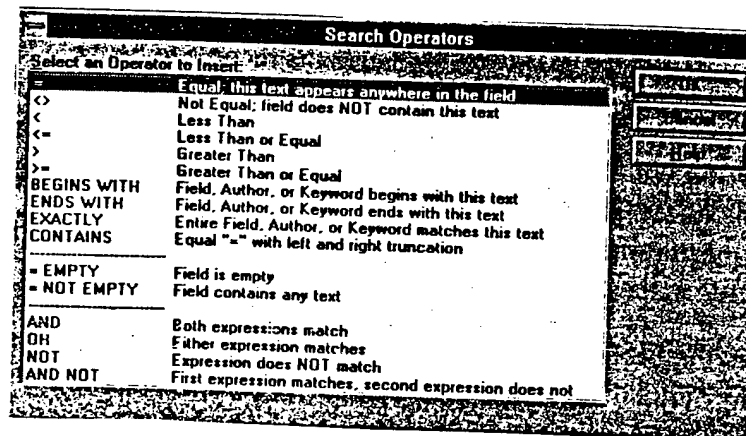 Search Operators
Select an Operator to Insert:
= Equal; this text appears anywhere in the field
<> Not Equal; field does NOT contain this text
< Less Than
<= Less Than or Equal
> Greater Than
>= Greater Than or Equal
BEGINS WITH Field, Author, or Keyword begins with this text
ENDS WITH Field, Author, or Keyword ends with this text
EXACTLY Entire Field, Author, or Keyword matches this text
CONTAINS Equal "=" with left and right truncation
= EMPTY Field is empty
= NOT EMPTY Field contains any text
AND Both expressions match
OR Either expression matches
NOT Expression does NOT match
AND NOT First expression matches, second expression does not
Help